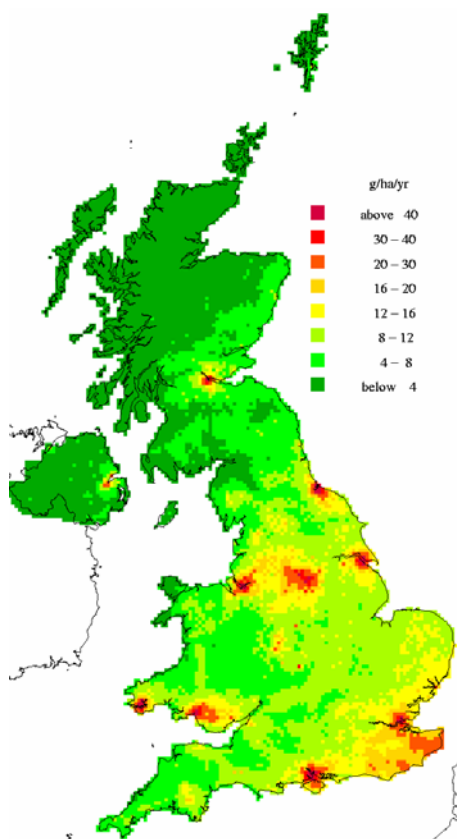 g/ha/yr
above 40
30 – 40
20 – 30
16 – 20
12 – 16
8 – 12
4 – 8
below 4